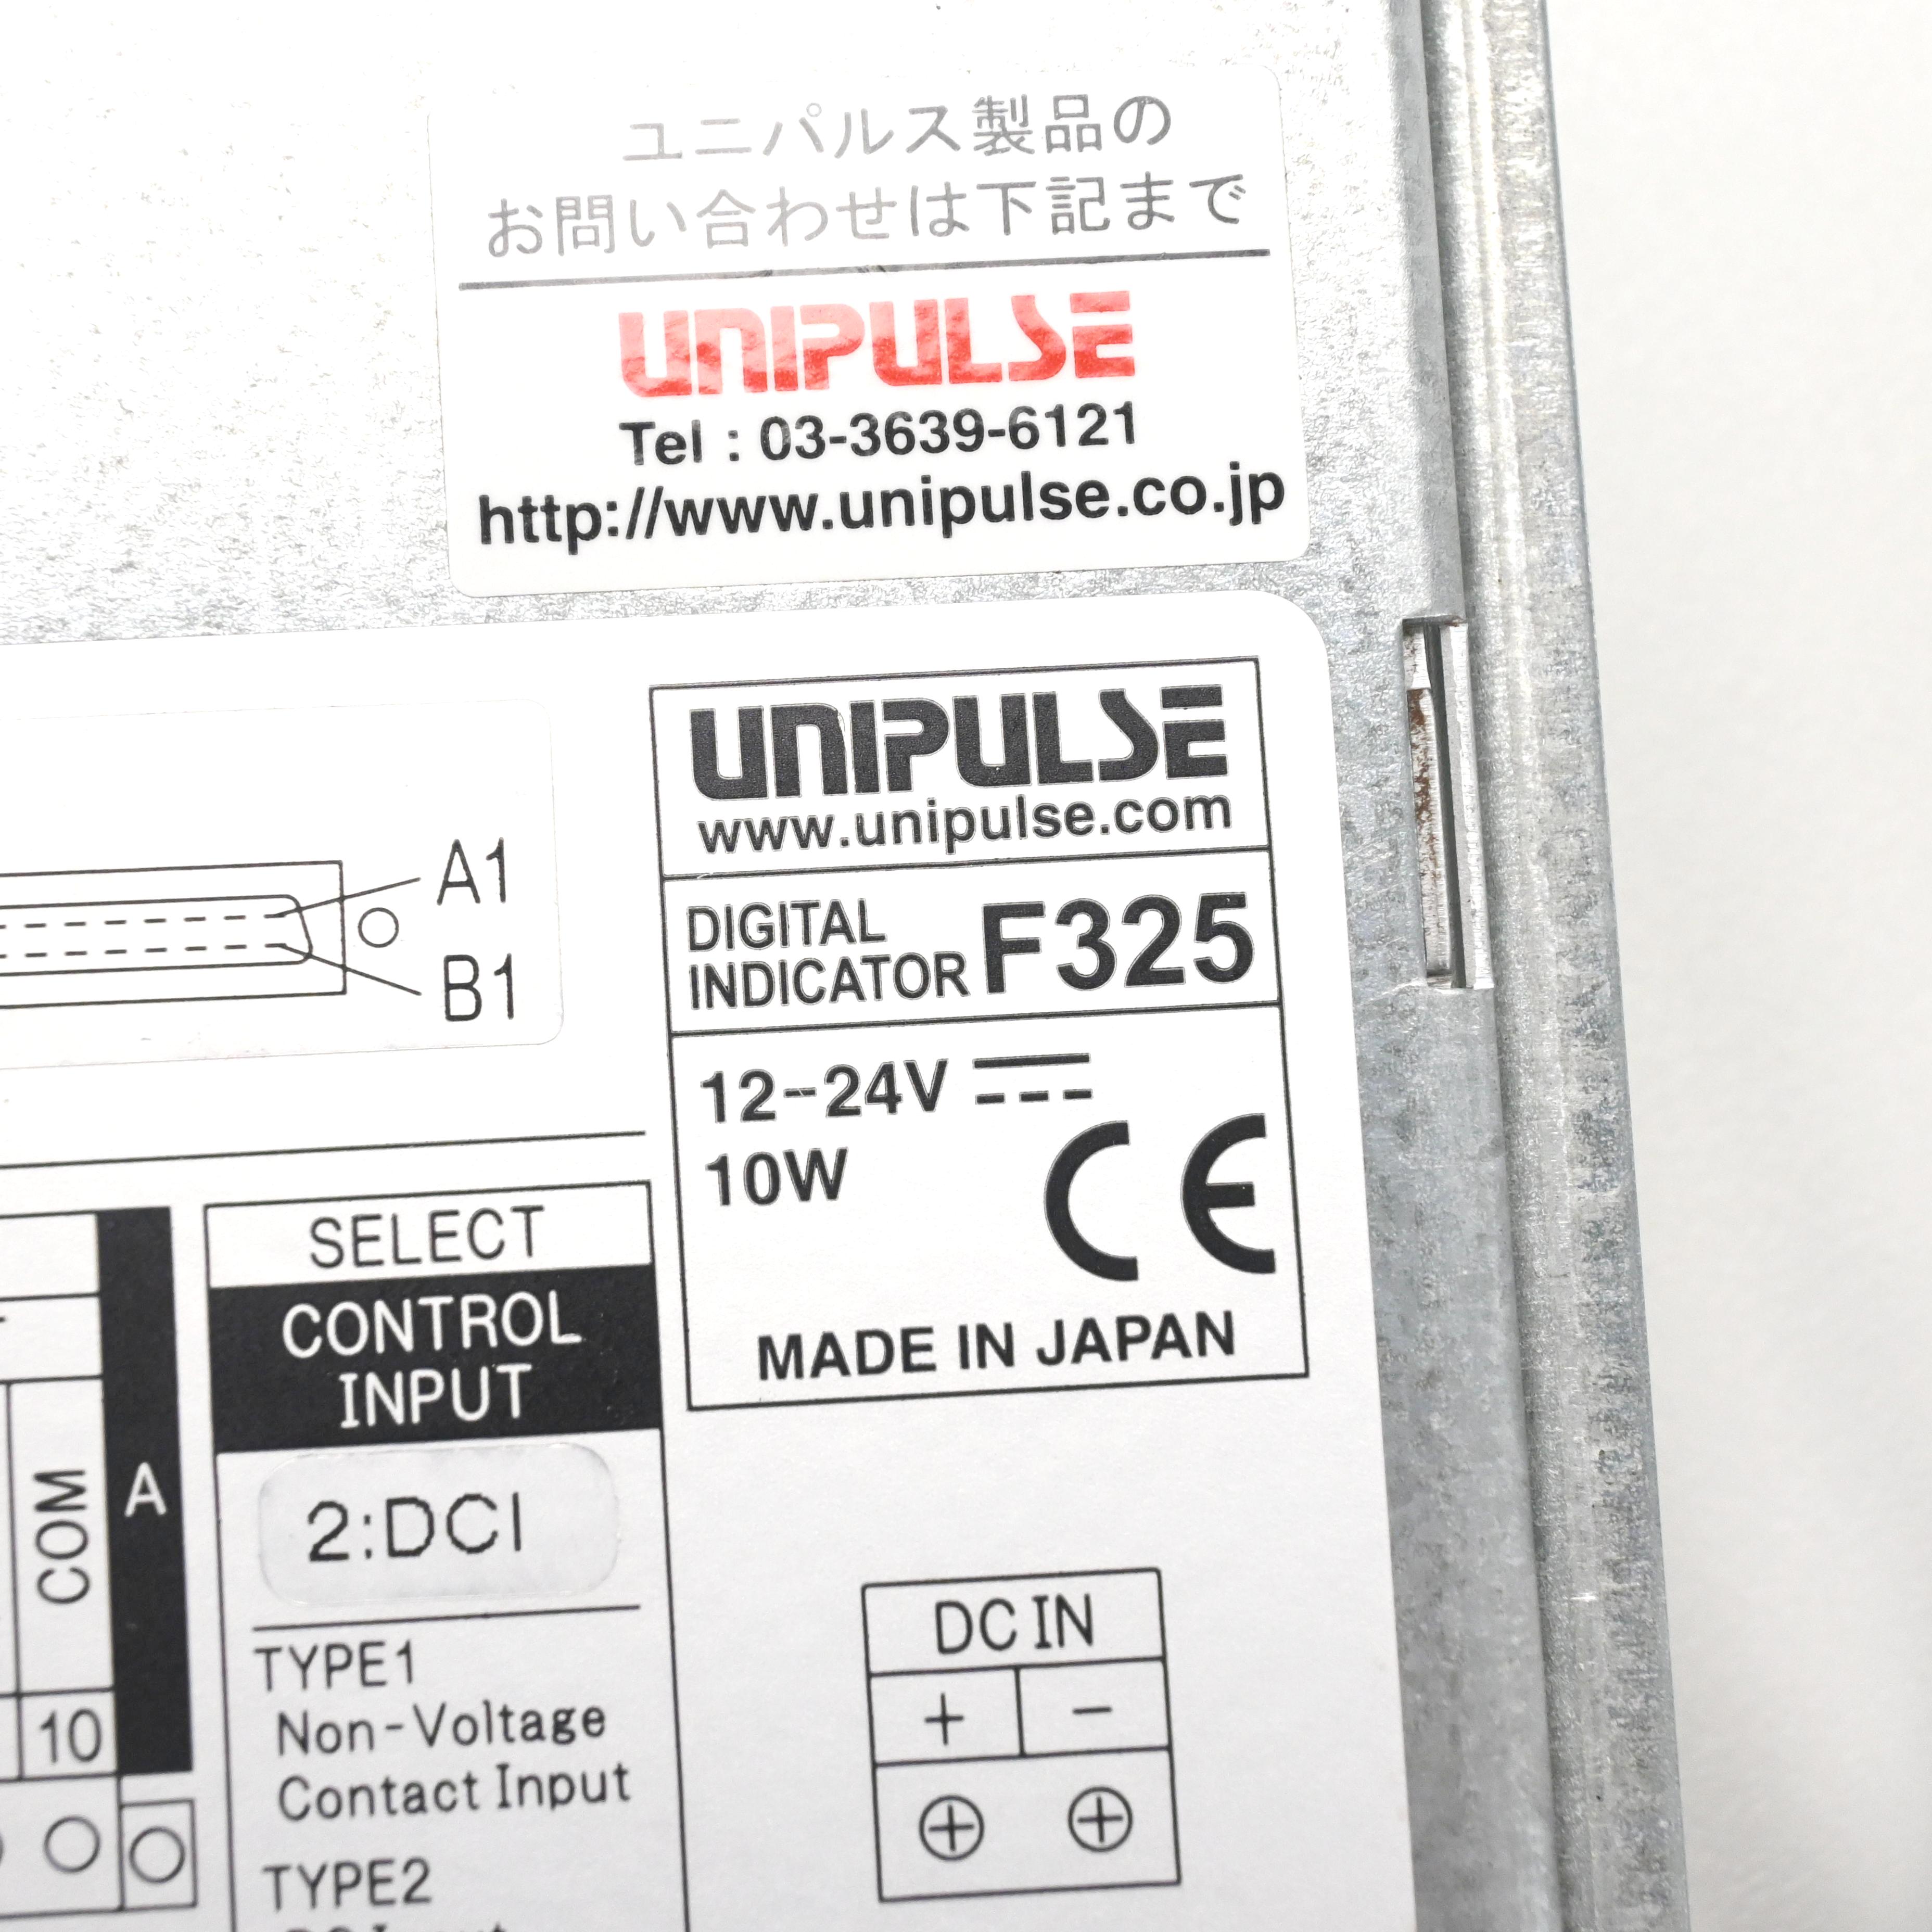 ユニパルス製品の
お問い合わせは下記まで
UNIPULSE
Tel : 03-3639-6121
http://www.unipulse.co.jp
UNIPULSE
www.unipulse.com
DIGITAL
INDICATOR F325
12-24V
10W
CE
MADE IN JAPAN
A1
B1
SELECT
CONTROL
INPUT
2:DCI
TYPE1
Non-Voltage
Contact Input
TYPE2
COM
A
10
DC IN
+ −